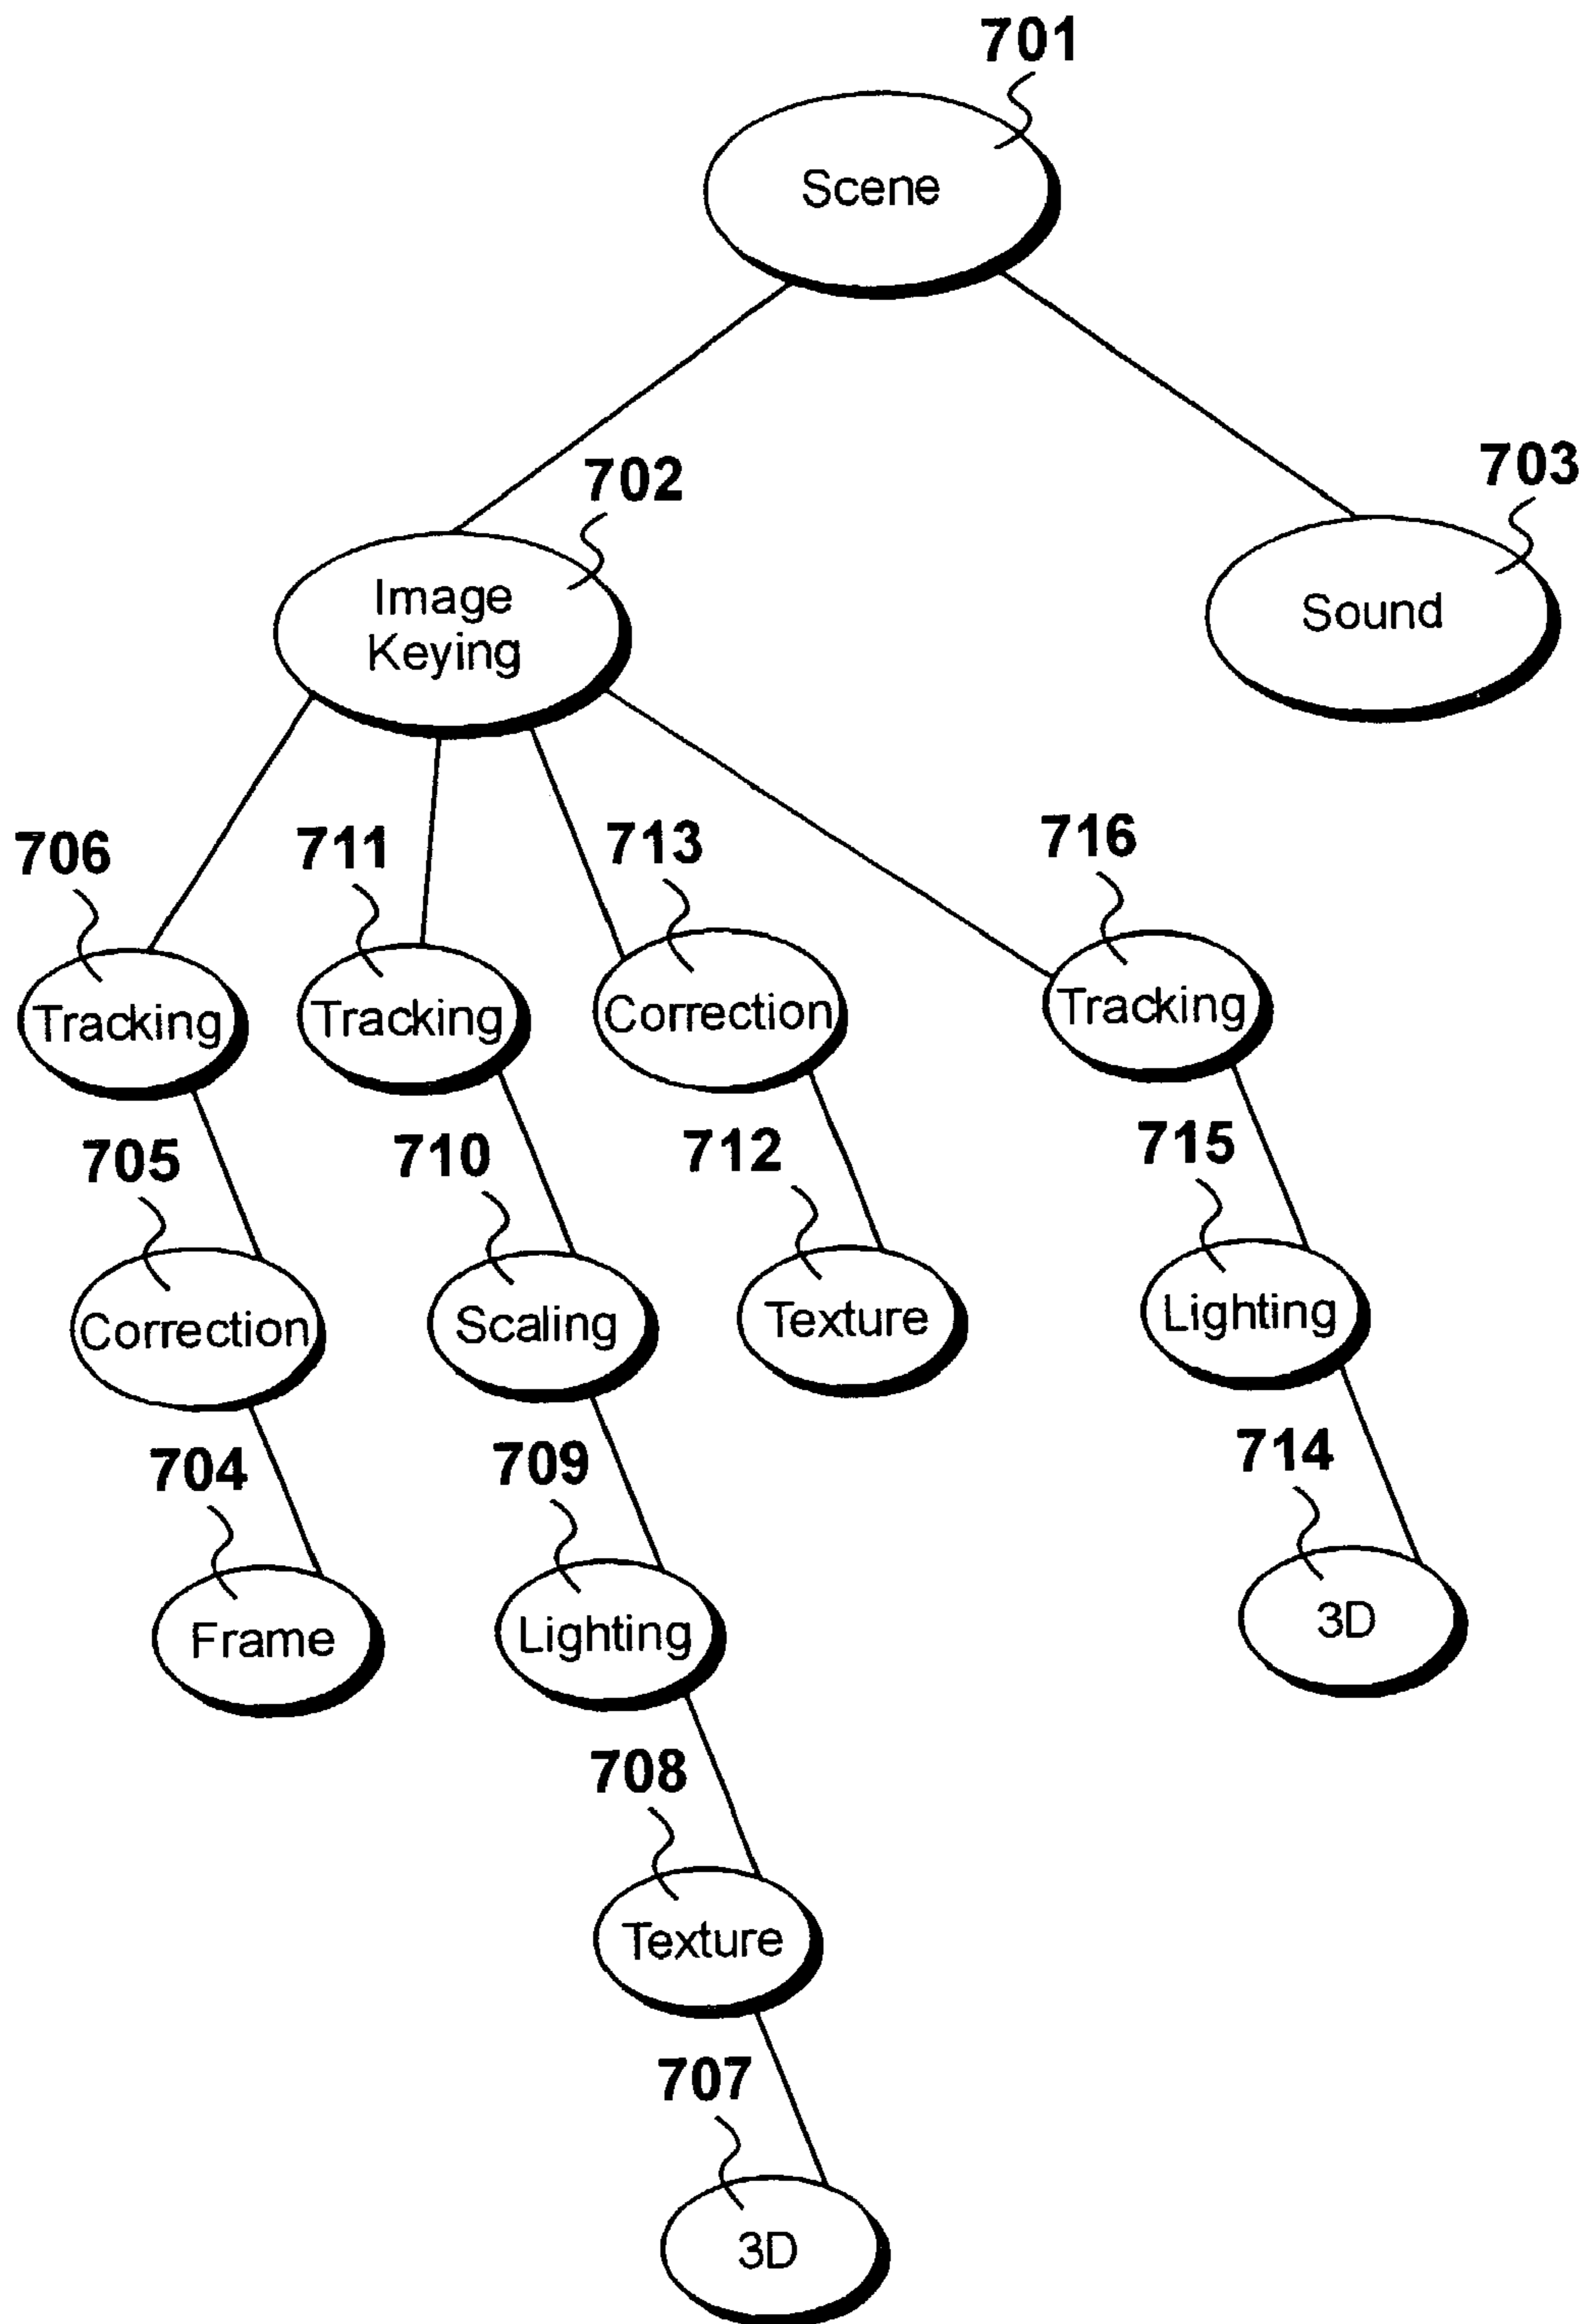 701
Scene
702
703
Image
Keying
Sound
706
711
713
716
Tracking
Tracking
Correction
Tracking
705
710
712
715
Correction
Scaling
Texture
Lighting
704
709
714
Frame
Lighting
3D
708
Texture
707
3D